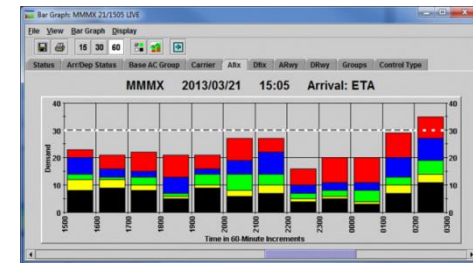 Bar Graph: MMMX 21/1505 LIVE
File View Bar Graph Display
15 30 60
Status Arr/Dep Status Base AC Group Carrier Afix Dfix ARwy DRwy Groups Control Type
MMMX 2013/03/21 15:05 Arrival: ETA
40 40
30 30
20 20
10 10
0 0
Demand
1500 1600 1700 1800 1900 2000 2100 2200 2300 0000 0100 0200 0300
Time in 60-Minute Increments